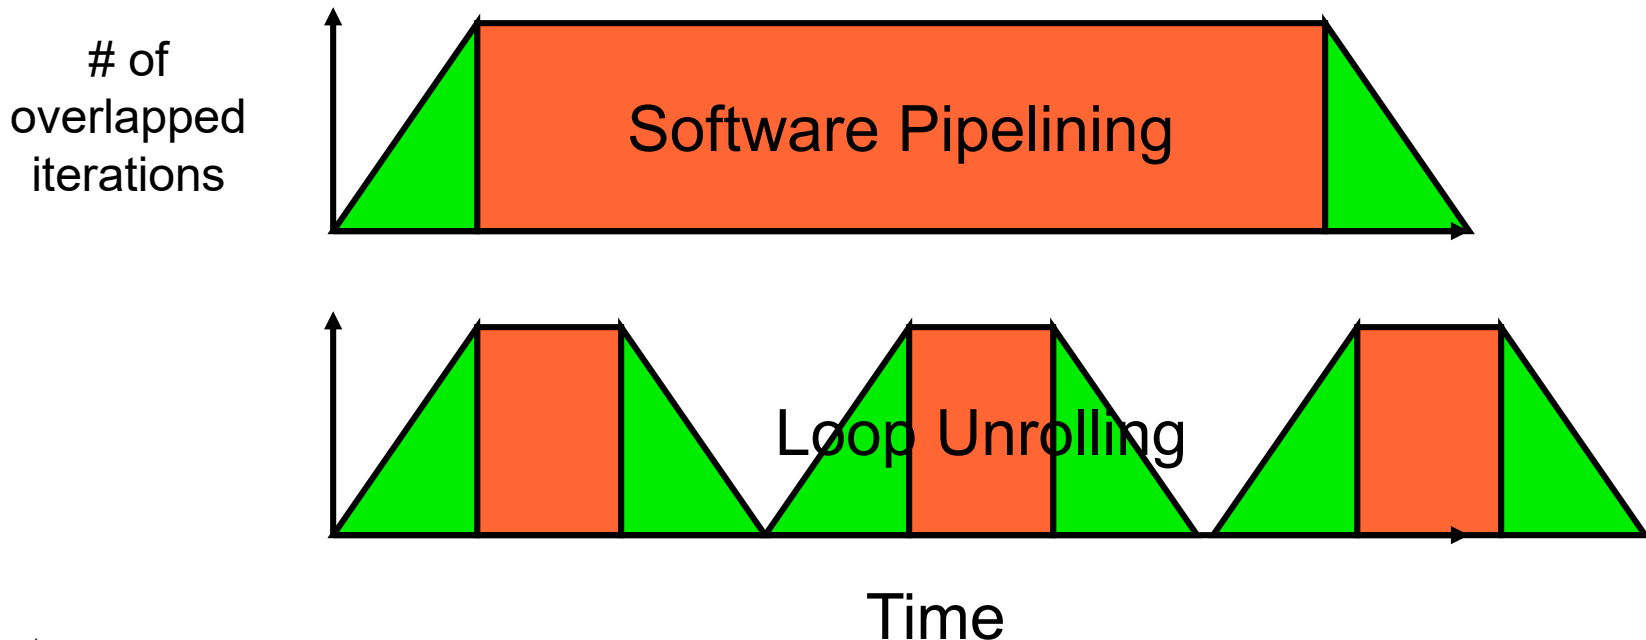 # of
overlapped
iterations
Software Pipelining
Loop Unrolling
Time